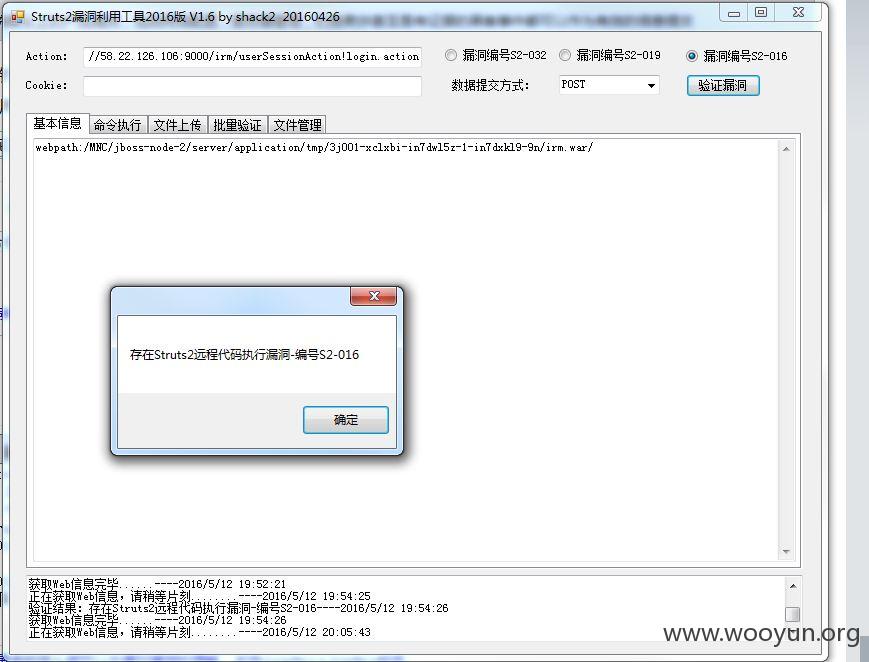 Struts2漏洞利用工具2016版 V1.6 by shack2 20160426
Action: //58.22.126.106:9000/irm/userSessionAction!login.action 漏洞编号S2-032 漏洞编号S2-019 漏洞编号S2-016
Cookie: 数据提交方式: POST 验证漏洞
基本信息 命令执行 文件上传 批量验证 文件管理
webpath:/MNC/jboss-node-2/server/application/tmp/3j001-xclxbi-in7dwl5z-1-in7dxkl9-9n/irm.war/
存在Struts2远程代码执行漏洞-编号S2-016
确定
获取Web信息完毕......----2016/5/12 19:52:21
正在获取Web信息，请稍等片刻........----2016/5/12 19:54:25
验证结果：存在Struts2远程代码执行漏洞-编号S2-016----2016/5/12 19:54:26
获取Web信息完毕......----2016/5/12 19:54:26
正在获取Web信息，请稍等片刻........----2016/5/12 20:05:43
www.wooyun.org